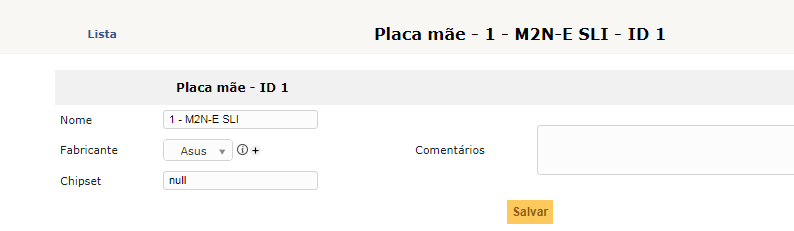 Lista
Placa mãe - 1 - M2N-E SLI - ID 1
Placa mãe - ID 1
Nome
1 - M2N-E SLI
Fabricante
Asus
Comentários
Chipset
null
Salvar